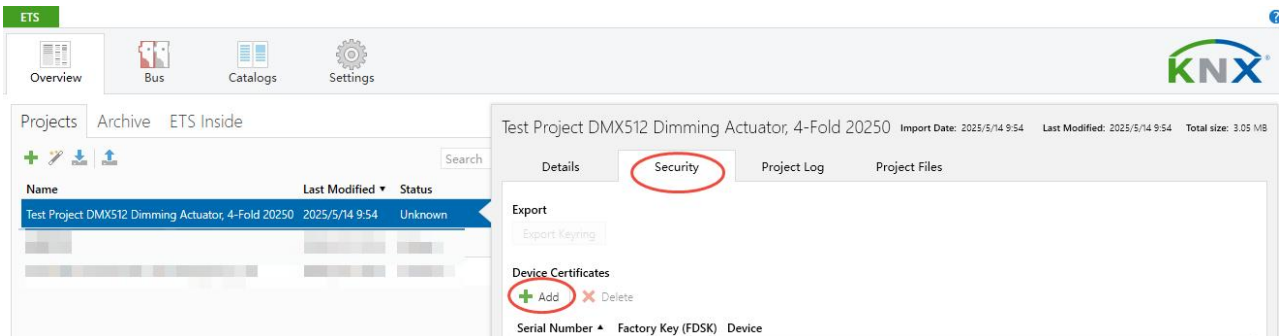 ETS
Overview Bus Catalogs Settings
KNX
Projects Archive ETS Inside
Search
Name Last Modified Status
Test Project DMX512 Dimming Actuator, 4-Fold 20250 2025/5/14 9:54 Unknown
Test Project DMX512 Dimming Actuator, 4-Fold 20250 Import Date: 2025/5/14 9:54 Last Modified: 2025/5/14 9:54 Total size: 3.05 MB
Details Security Project Log Project Files
Export
Export Keyring
Device Certificates
Add Delete
Serial Number Factory Key (FDSK) Device